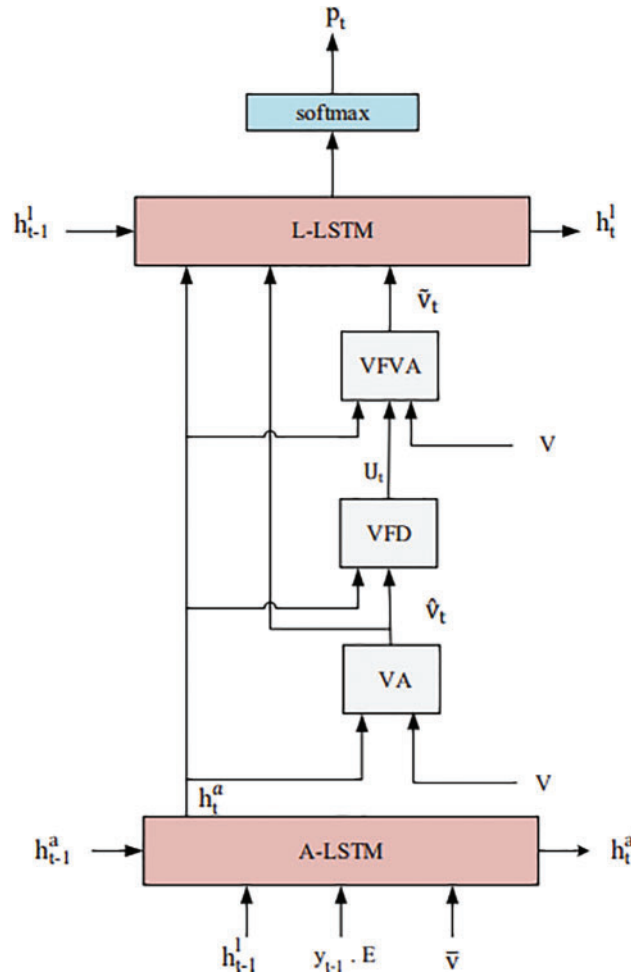 p_t
softmax
h^l_{t-1} L-LSTM h^l_t
ṽ_t
VFVA
V
U_t
VFD
v̂_t
VA
V
h^a_t
h^a_{t-1} A-LSTM h^a_t
h^l_{t-1} y_{t-1} . E v̄